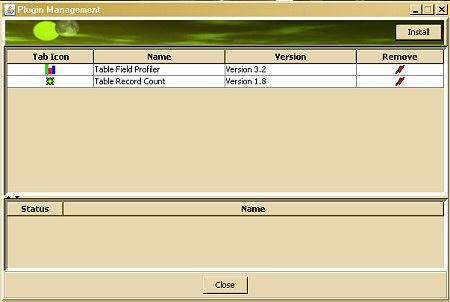 Plugin Management
Install
Tab Icon Name Version Remove
Table Field Profiler Version 3.2
Table Record Count Version 1.8
Status Name
Close